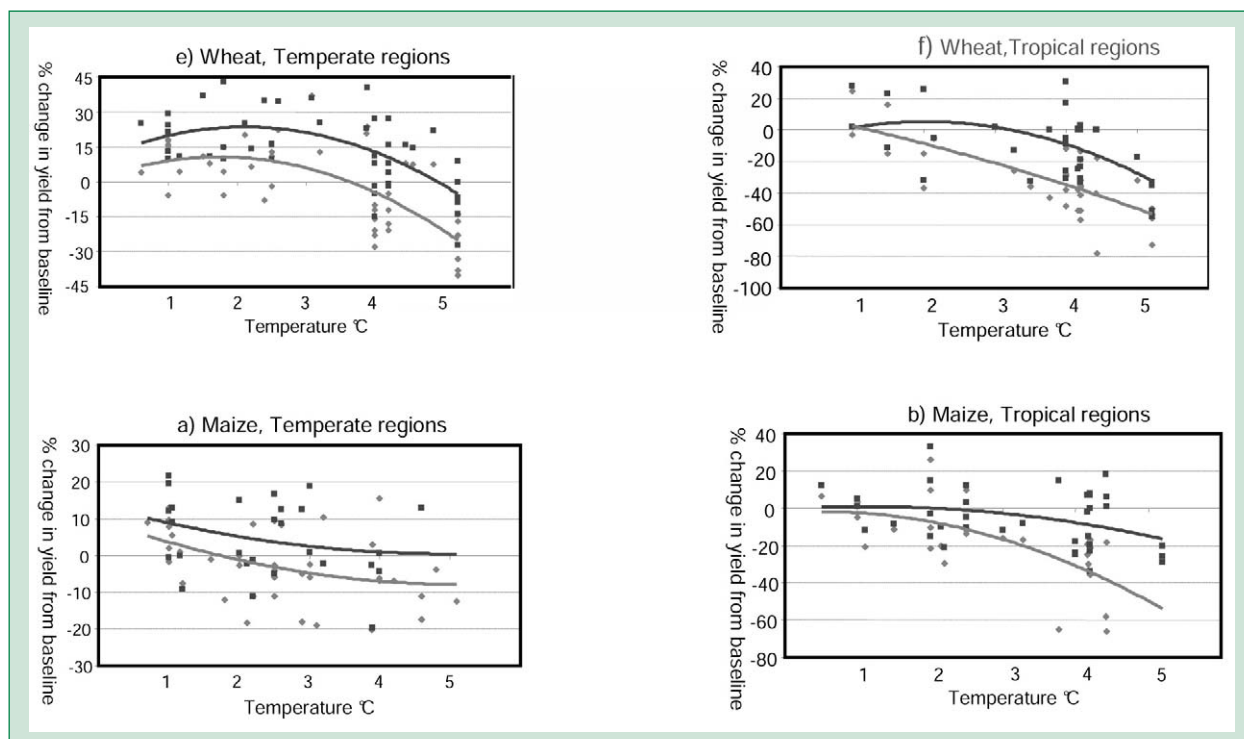 e) Wheat, Temperate regions
% change in yield from baseline
45
30
15
0
-15
-30
-45
1 2 3 4 5
Temperature °C
f) Wheat,Tropical regions
% change in yield from baseline
40
20
0
-20
-40
-60
-80
-100
1 2 3 4 5
Temperature °C
a) Maize, Temperate regions
% change in yield from baseline
30
20
10
0
-10
-20
-30
1 2 3 4 5
Temperature °C
b) Maize, Tropical regions
% change in yield from baseline
40
20
0
-20
-40
-60
-80
1 2 3 4 5
Temperature °C